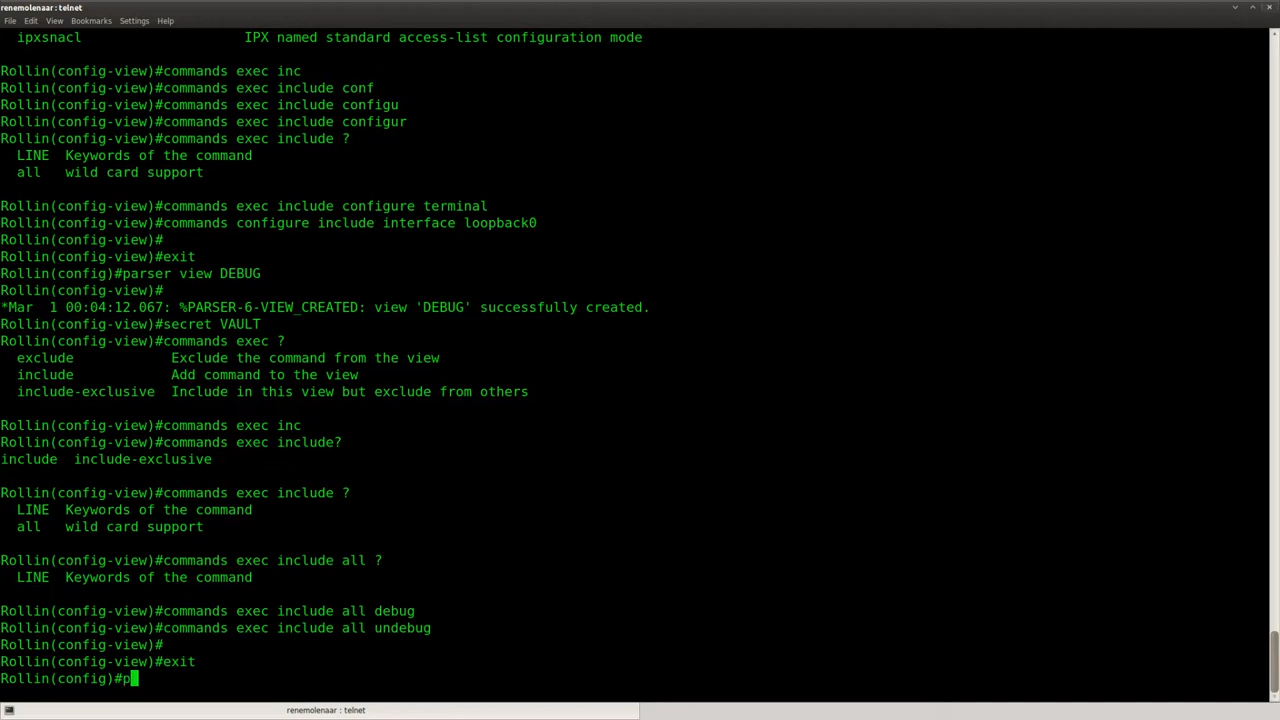 renemolenaar : telnet
File Edit View Bookmarks Settings Help
ipxsnacl IPX named standard access-list configuration mode
Rollin(config-view)#commands exec inc
Rollin(config-view)#commands exec include conf
Rollin(config-view)#commands exec include configu
Rollin(config-view)#commands exec include configur
Rollin(config-view)#commands exec include ?
LINE Keywords of the command
all wild card support
Rollin(config-view)#commands exec include configure terminal
Rollin(config-view)#commands configure include interface loopback0
Rollin(config-view)#
Rollin(config-view)#exit
Rollin(config)#parser view DEBUG
Rollin(config-view)#
*Mar 1 00:04:12.067: %PARSER-6-VIEW_CREATED: view 'DEBUG' successfully created.
Rollin(config-view)#secret VAULT
Rollin(config-view)#commands exec ?
exclude Exclude the command from the view
include Add command to the view
include-exclusive Include in this view but exclude from others
Rollin(config-view)#commands exec inc
Rollin(config-view)#commands exec include?
include include-exclusive
Rollin(config-view)#commands exec include ?
LINE Keywords of the command
all wild card support
Rollin(config-view)#commands exec include all ?
LINE Keywords of the command
Rollin(config-view)#commands exec include all debug
Rollin(config-view)#commands exec include all undebug
Rollin(config-view)#
Rollin(config-view)#exit
Rollin(config)#p
renemolenaar : telnet